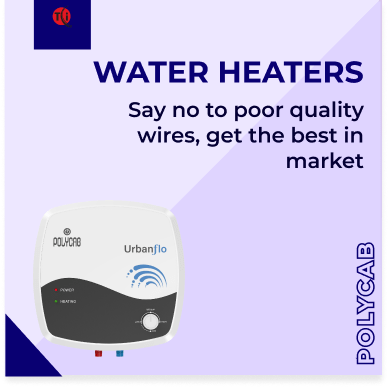 WATER HEATERS
Say no to poor quality
wires, get the best in
market
POLYCAB
Urbanflo
POWER
HEATING
POLYCAB